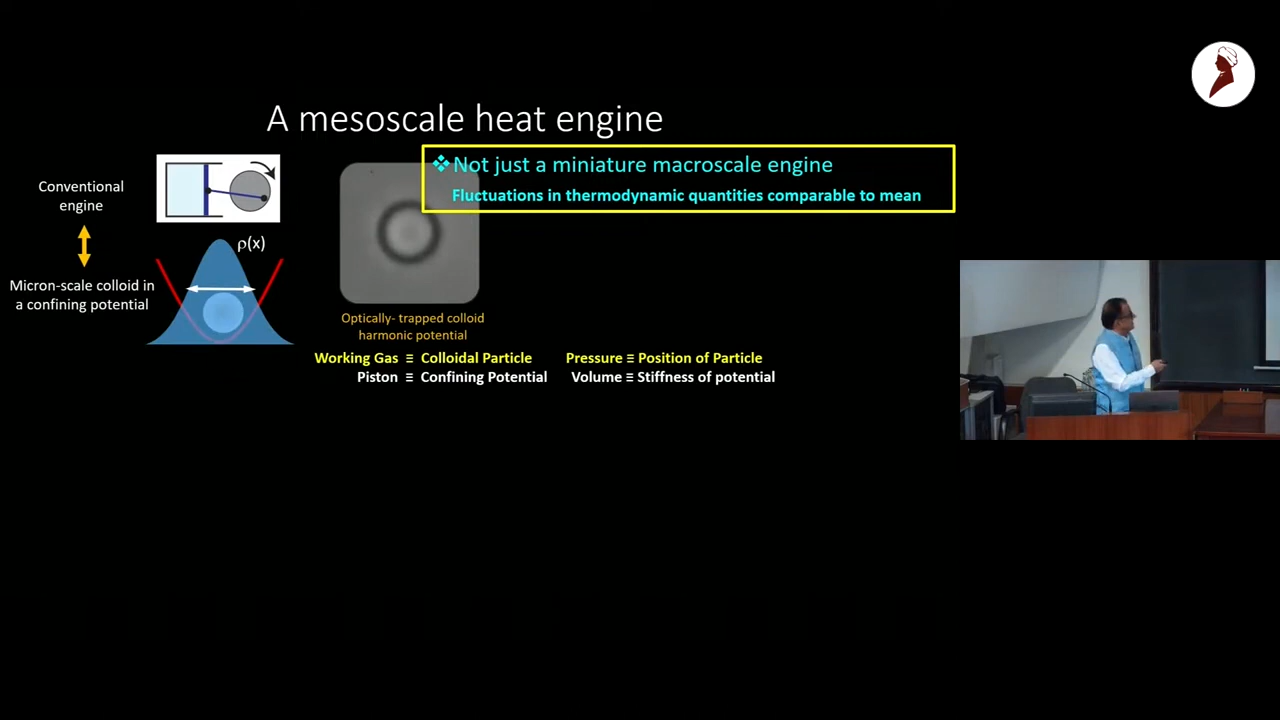 A mesoscale heat engine
❖Not just a miniature macroscale engine
Fluctuations in thermodynamic quantities comparable to mean
Conventional
engine
ρ(x)
Micron-scale colloid in
a confining potential
Optically- trapped colloid
harmonic potential
Working Gas ≡ Colloidal Particle Pressure ≡ Position of Particle
Piston ≡ Confining Potential Volume ≡ Stiffness of potential